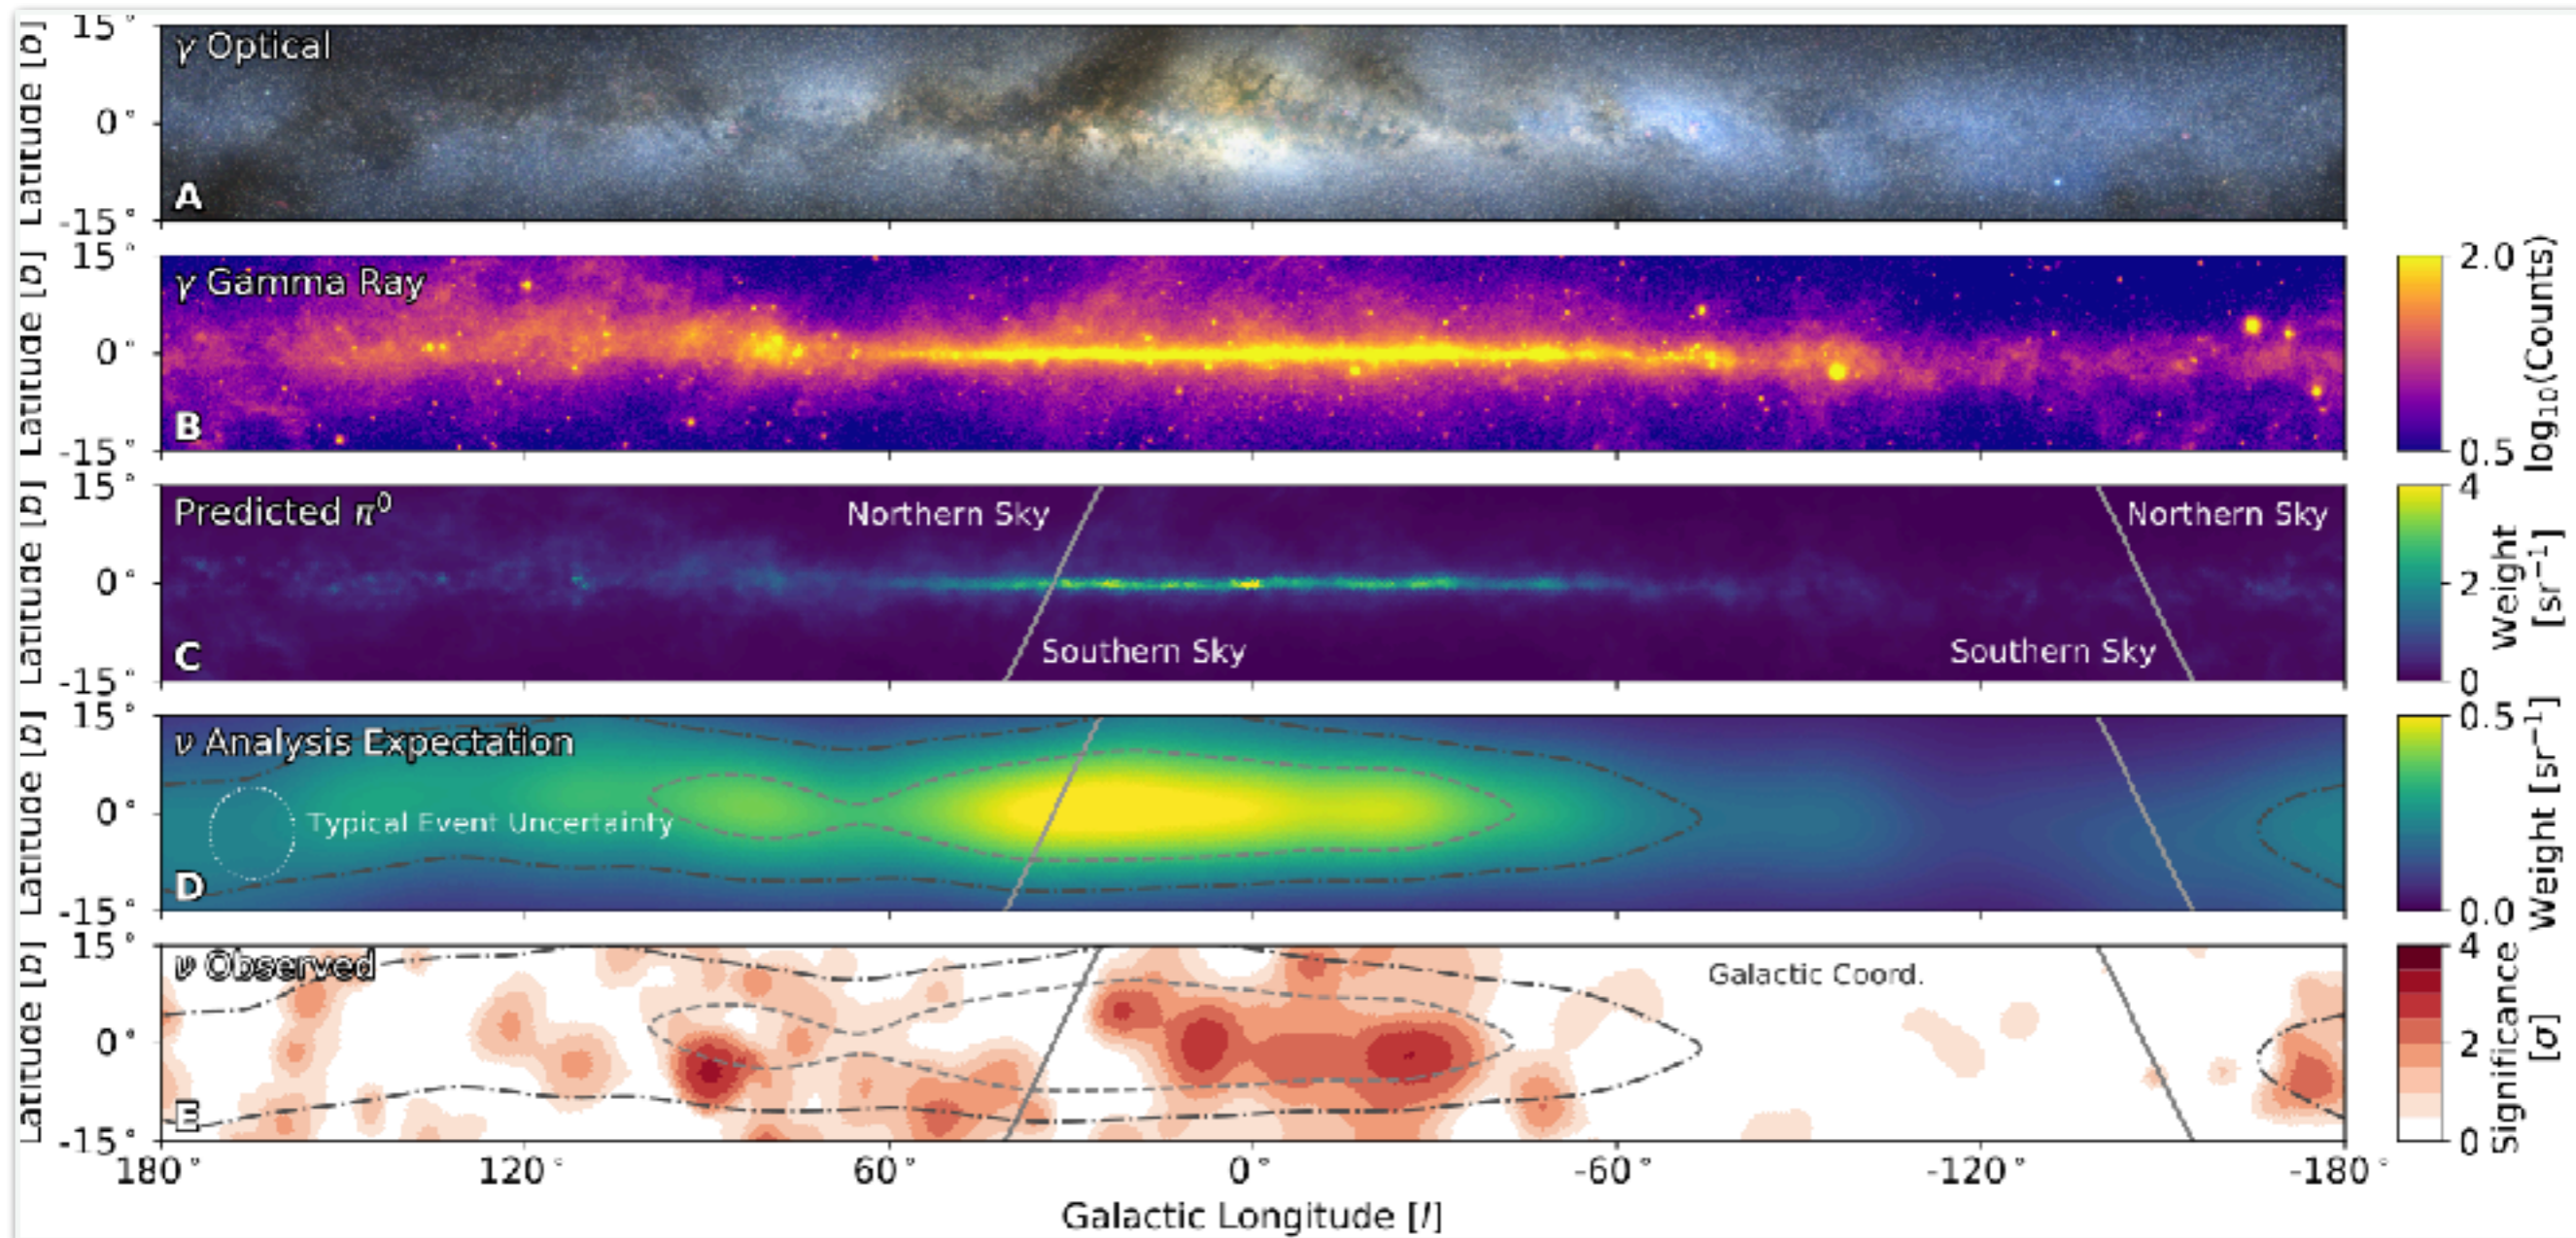 15°
γ Optical
Latitude [b]
0°
A
-15°
15°
γ Gamma Ray
Latitude [b]
0°
B
-15°
2.0
0.5
log₁₀(Counts)
15°
Predicted π⁰
Northern Sky
Northern Sky
Latitude [b]
0°
Southern Sky
Southern Sky
C
-15°
4
2
0
Weight
[sr⁻¹]
15°
ν Analysis Expectation
Latitude [b]
0°
Typical Event Uncertainty
D
-15°
0.5
0.0
Weight [sr⁻¹]
15°
ν Observed
Galactic Coord.
Latitude [b]
0°
E
-15°
4
2
0
Significance
[σ]
180° 120° 60° 0° -60° -120° -180°
Galactic Longitude [l]